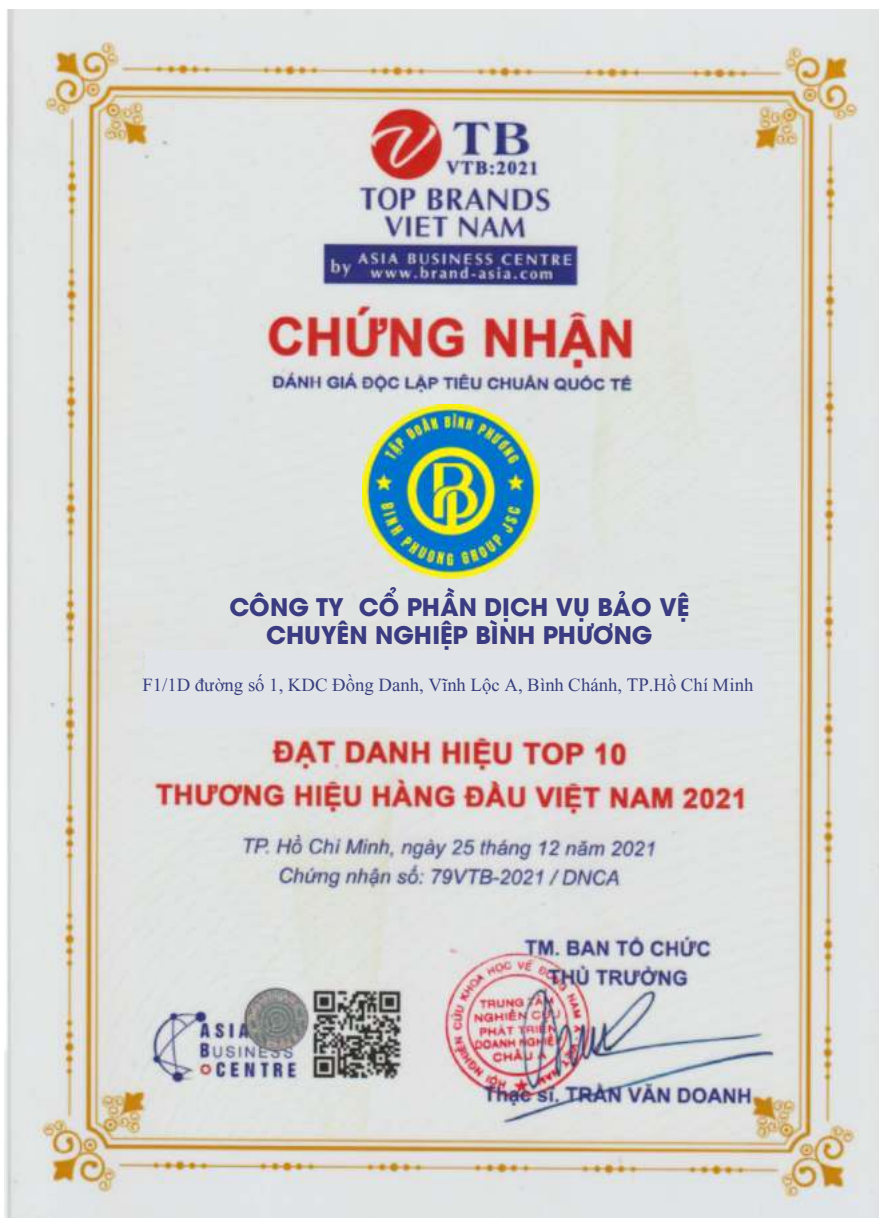 TB
VTB:2021
TOP BRANDS
VIET NAM
by ASIA BUSINESS CENTRE
www.brand-asia.com
CHỨNG NHẬN
ĐÁNH GIÁ ĐỘC LẬP TIÊU CHUẨN QUỐC TẾ
TẬP ĐOÀN BÌNH PHƯƠNG
BP
BINH PHUONG GROUP JSC
CÔNG TY CỔ PHẦN DỊCH VỤ BẢO VỆ
CHUYÊN NGHIỆP BÌNH PHƯƠNG
F1/1D đường số 1, KDC Đồng Danh, Vĩnh Lộc A, Bình Chánh, TP.Hồ Chí Minh
ĐẠT DANH HIỆU TOP 10
THƯƠNG HIỆU HÀNG ĐẦU VIỆT NAM 2021
TP. Hồ Chí Minh, ngày 25 tháng 12 năm 2021
Chứng nhận số: 79VTB-2021 / DNCA
TM. BAN TỔ CHỨC
THỦ TRƯỞNG
TRUNG TÂM
NGHIÊN CỨU
PHÁT TRIỂN
DOANH NGHIỆP
CHÂU Á
ASIA
BUSINESS
CENTRE
Thạc sĩ. TRẦN VĂN DOANH